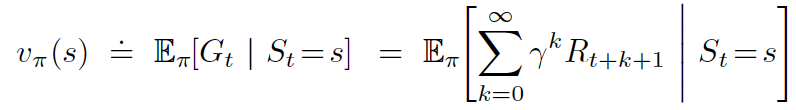 v_π(s) ≐ 𝔼_π[G_t | S_t = s] = 𝔼_π[∑_{k=0}^{∞} γ^k R_{t+k+1} | S_t = s]